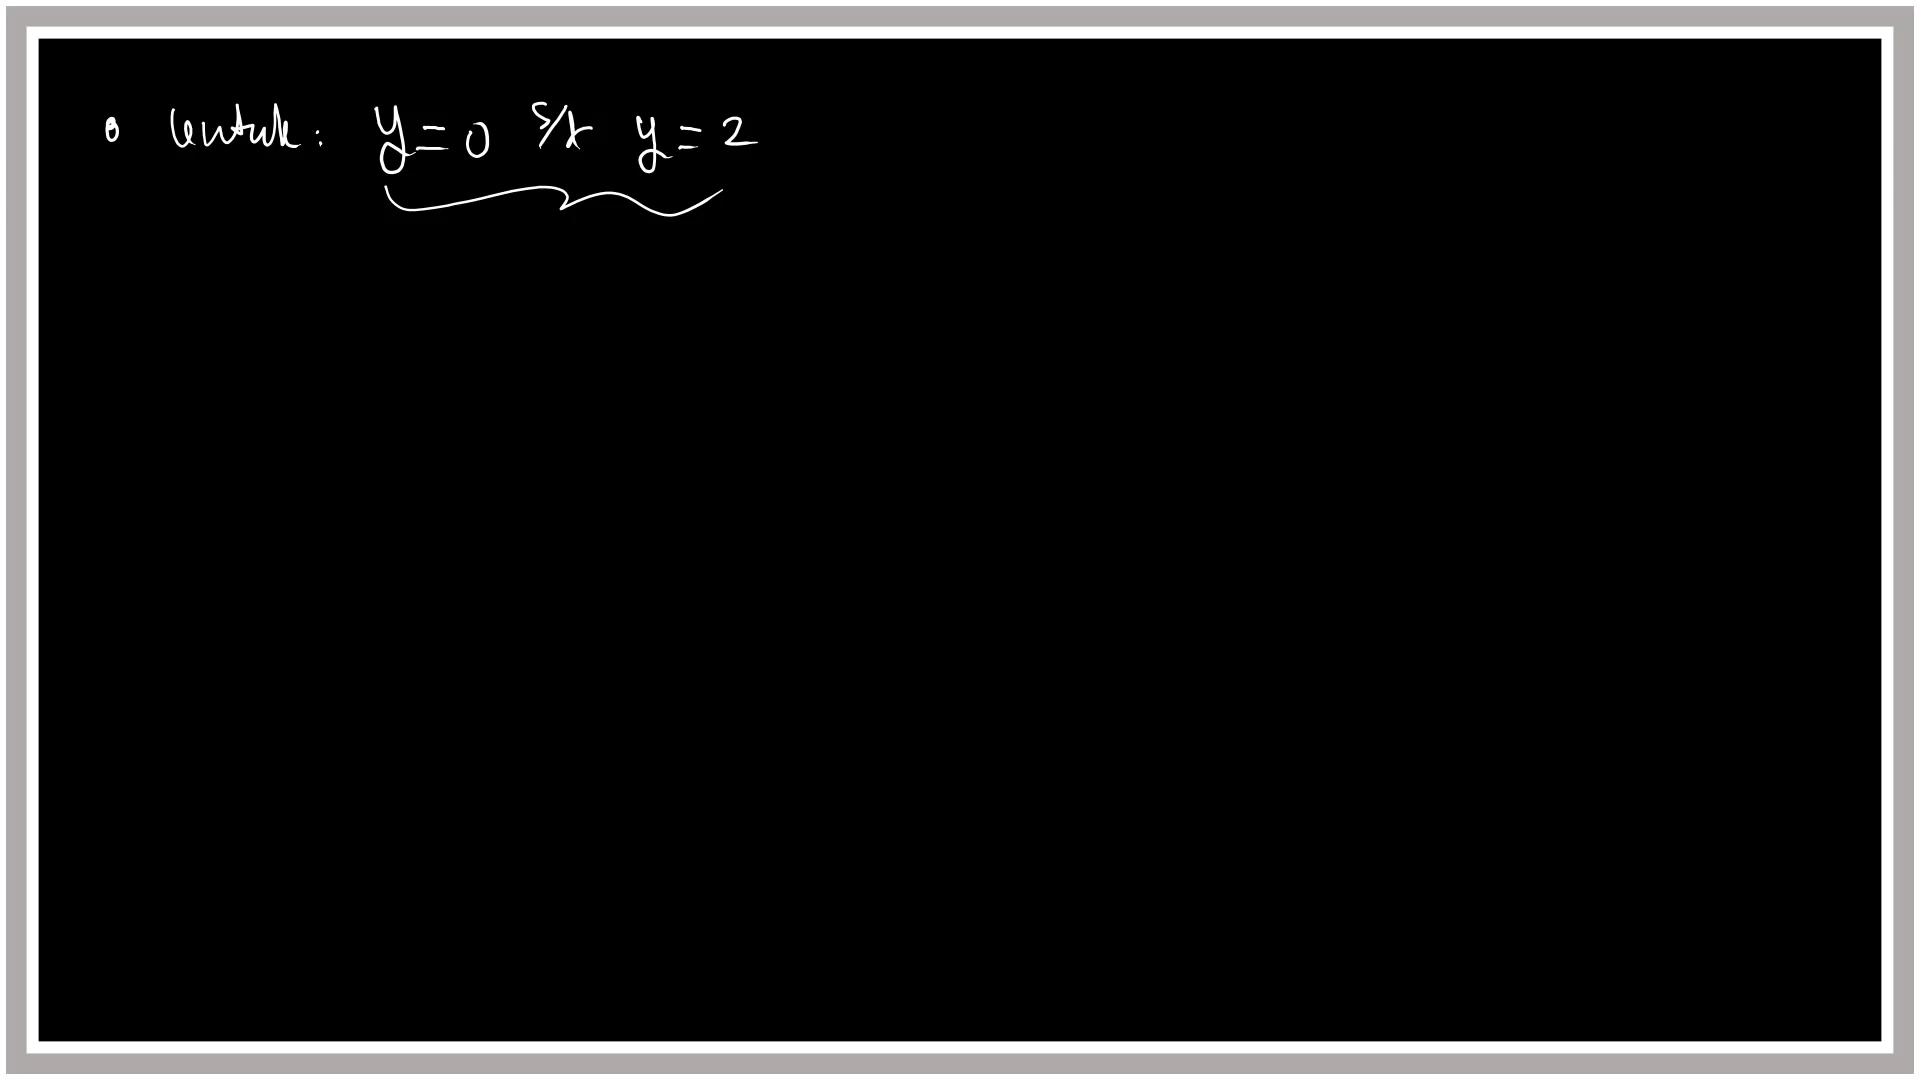 • Untuk: y = 0 s/d y = 2